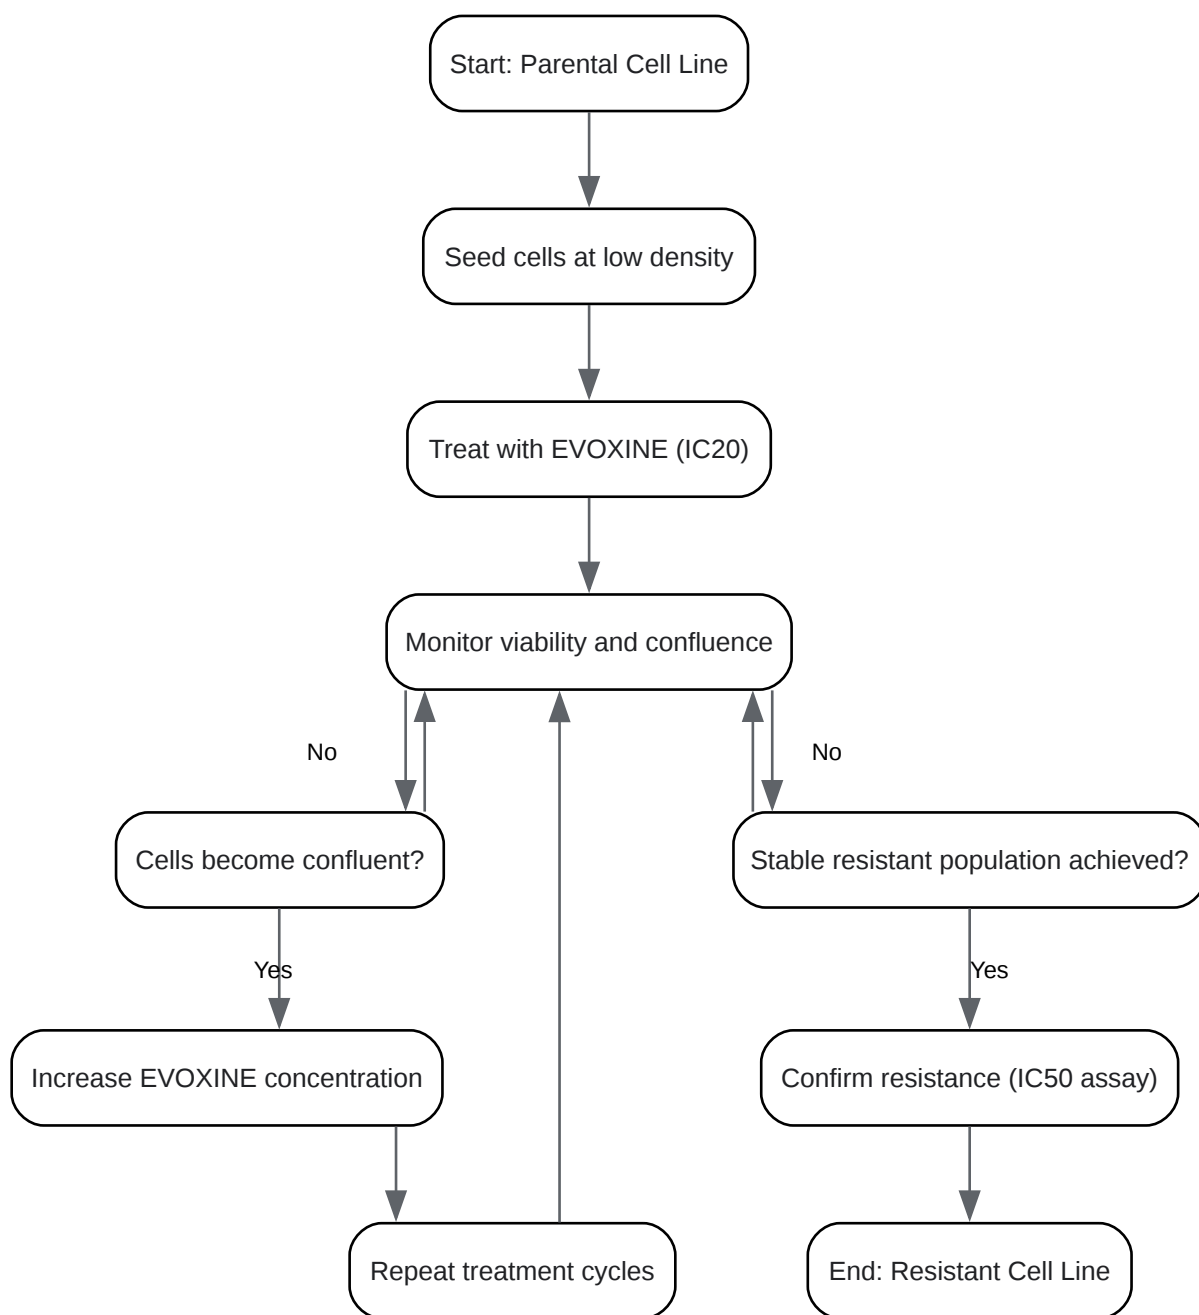 Start: Parental Cell Line
Seed cells at low density
Treat with EVOXINE (IC20)
Monitor viability and confluence
No
No
Cells become confluent?
Stable resistant population achieved?
Yes
Yes
Increase EVOXINE concentration
Confirm resistance (IC50 assay)
Repeat treatment cycles
End: Resistant Cell Line